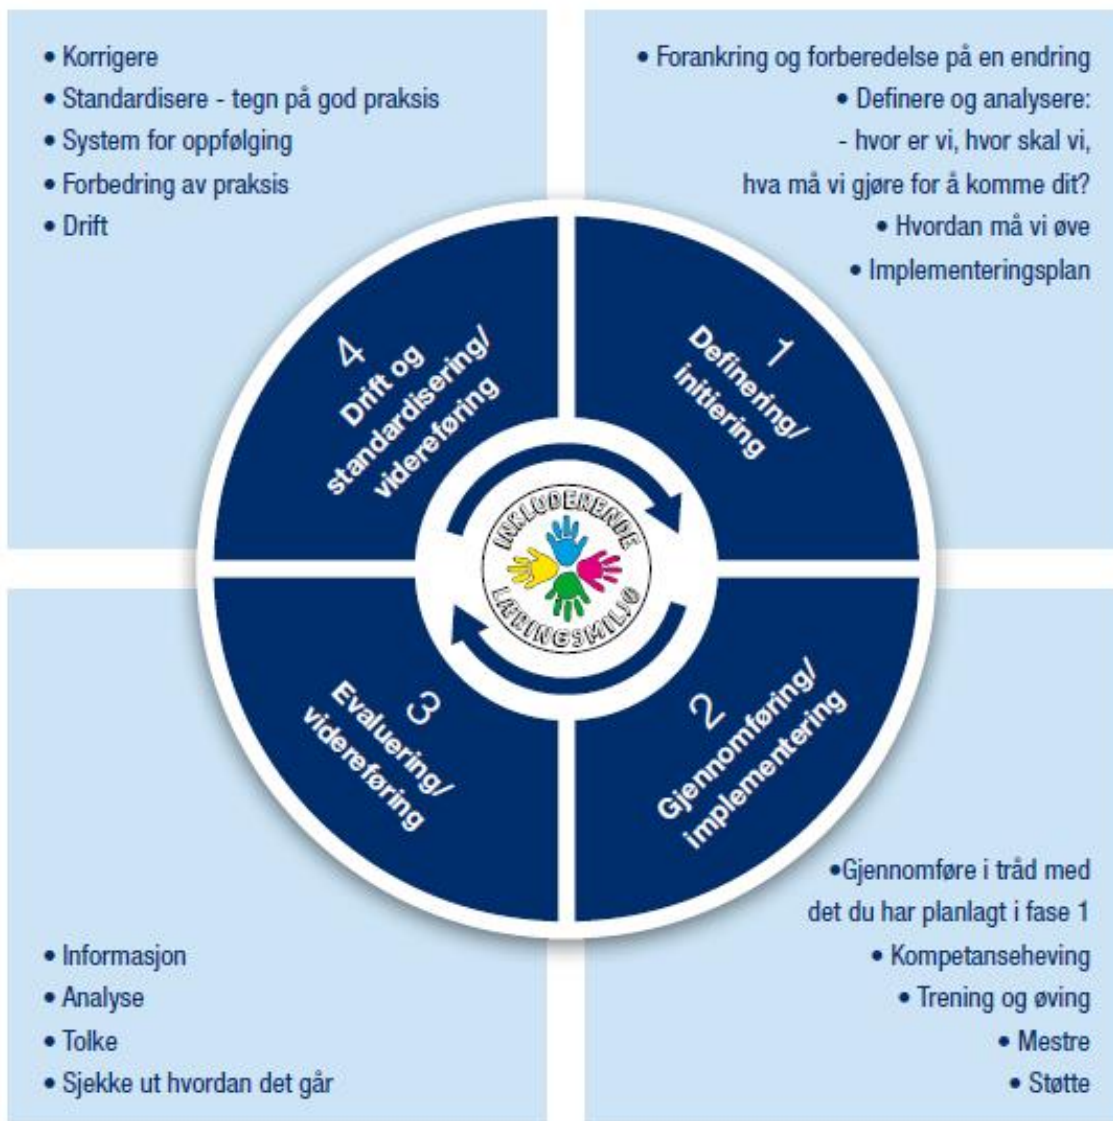 • Korrigere
• Standardisere - tegn på god praksis
• System for oppfølging
• Forbedring av praksis
• Drift
• Forankring og forberedelse på en endring
• Definere og analysere:
- hvor er vi, hvor skal vi,
hva må vi gjøre for å komme dit?
• Hvordan må vi øve
• Implementeringsplan
4
Drift og
standardisering/
videreføring
1
Definering/
initiering
INKLUDERENDE
LÆRINGSMILJØ
3
Evaluering/
videreføring
2
Gjennomføring/
implementering
• Informasjon
• Analyse
• Tolke
• Sjekke ut hvordan det går
•Gjennomføre i tråd med
det du har planlagt i fase 1
• Kompetanseheving
• Trening og øving
• Mestre
• Støtte